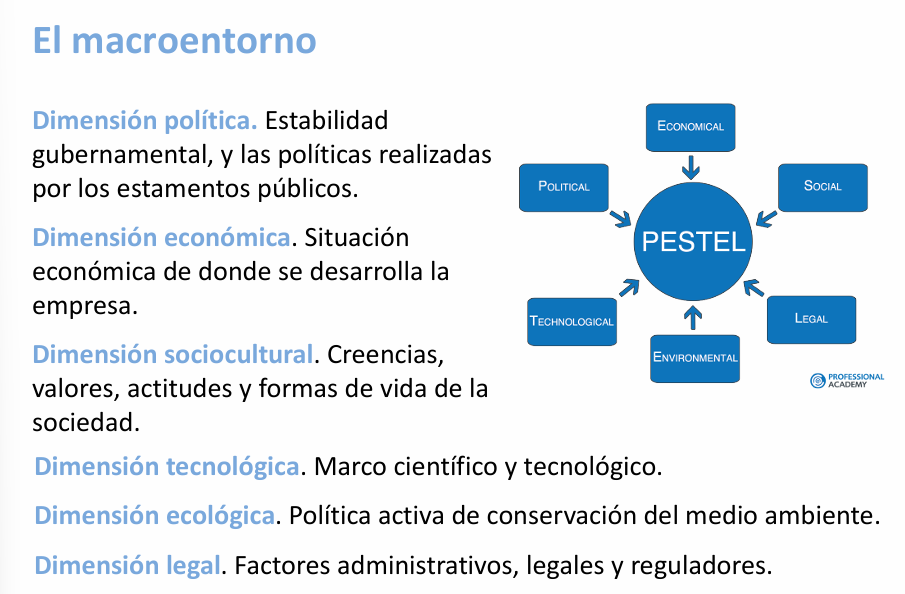 El macroentorno
Dimensión política. Estabilidad
gubernamental, y las políticas realizadas
por los estamentos públicos.
Dimensión económica. Situación
económica de donde se desarrolla la
empresa.
Dimensión sociocultural. Creencias,
valores, actitudes y formas de vida de la
sociedad.
Dimensión tecnológica. Marco científico y tecnológico.
Dimensión ecológica. Política activa de conservación del medio ambiente.
Dimensión legal. Factores administrativos, legales y reguladores.
ECONOMICAL
POLITICAL
SOCIAL
PESTEL
TECHNOLOGICAL
LEGAL
ENVIRONMENTAL
PROFESSIONAL
ACADEMY